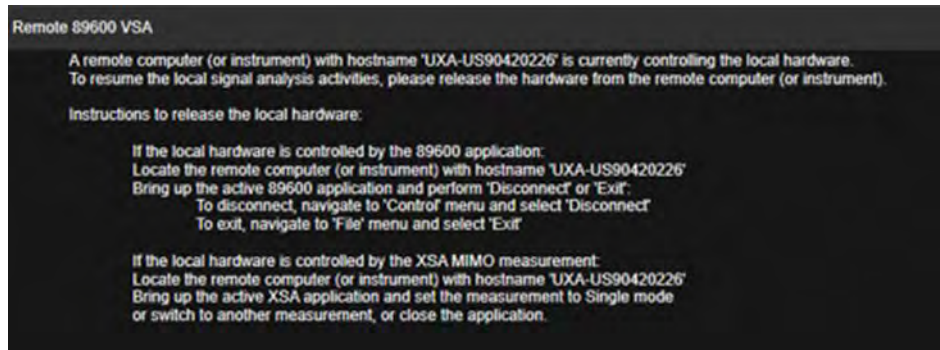 Remote 89600 VSA
A remote computer (or instrument) with hostname 'UXA-US90420226' is currently controlling the local hardware.
To resume the local signal analysis activities, please release the hardware from the remote computer (or instrument).
Instructions to release the local hardware:
If the local hardware is controlled by the 89600 application:
Locate the remote computer (or instrument) with hostname 'UXA-US90420226'
Bring up the active 89600 application and perform 'Disconnect' or 'Exit':
To disconnect, navigate to 'Control' menu and select 'Disconnect'
To exit, navigate to 'File' menu and select 'Exit'
If the local hardware is controlled by the XSA MIMO measurement:
Locate the remote computer (or instrument) with hostname 'UXA-US90420226'
Bring up the active XSA application and set the measurement to Single mode
or switch to another measurement, or close the application.